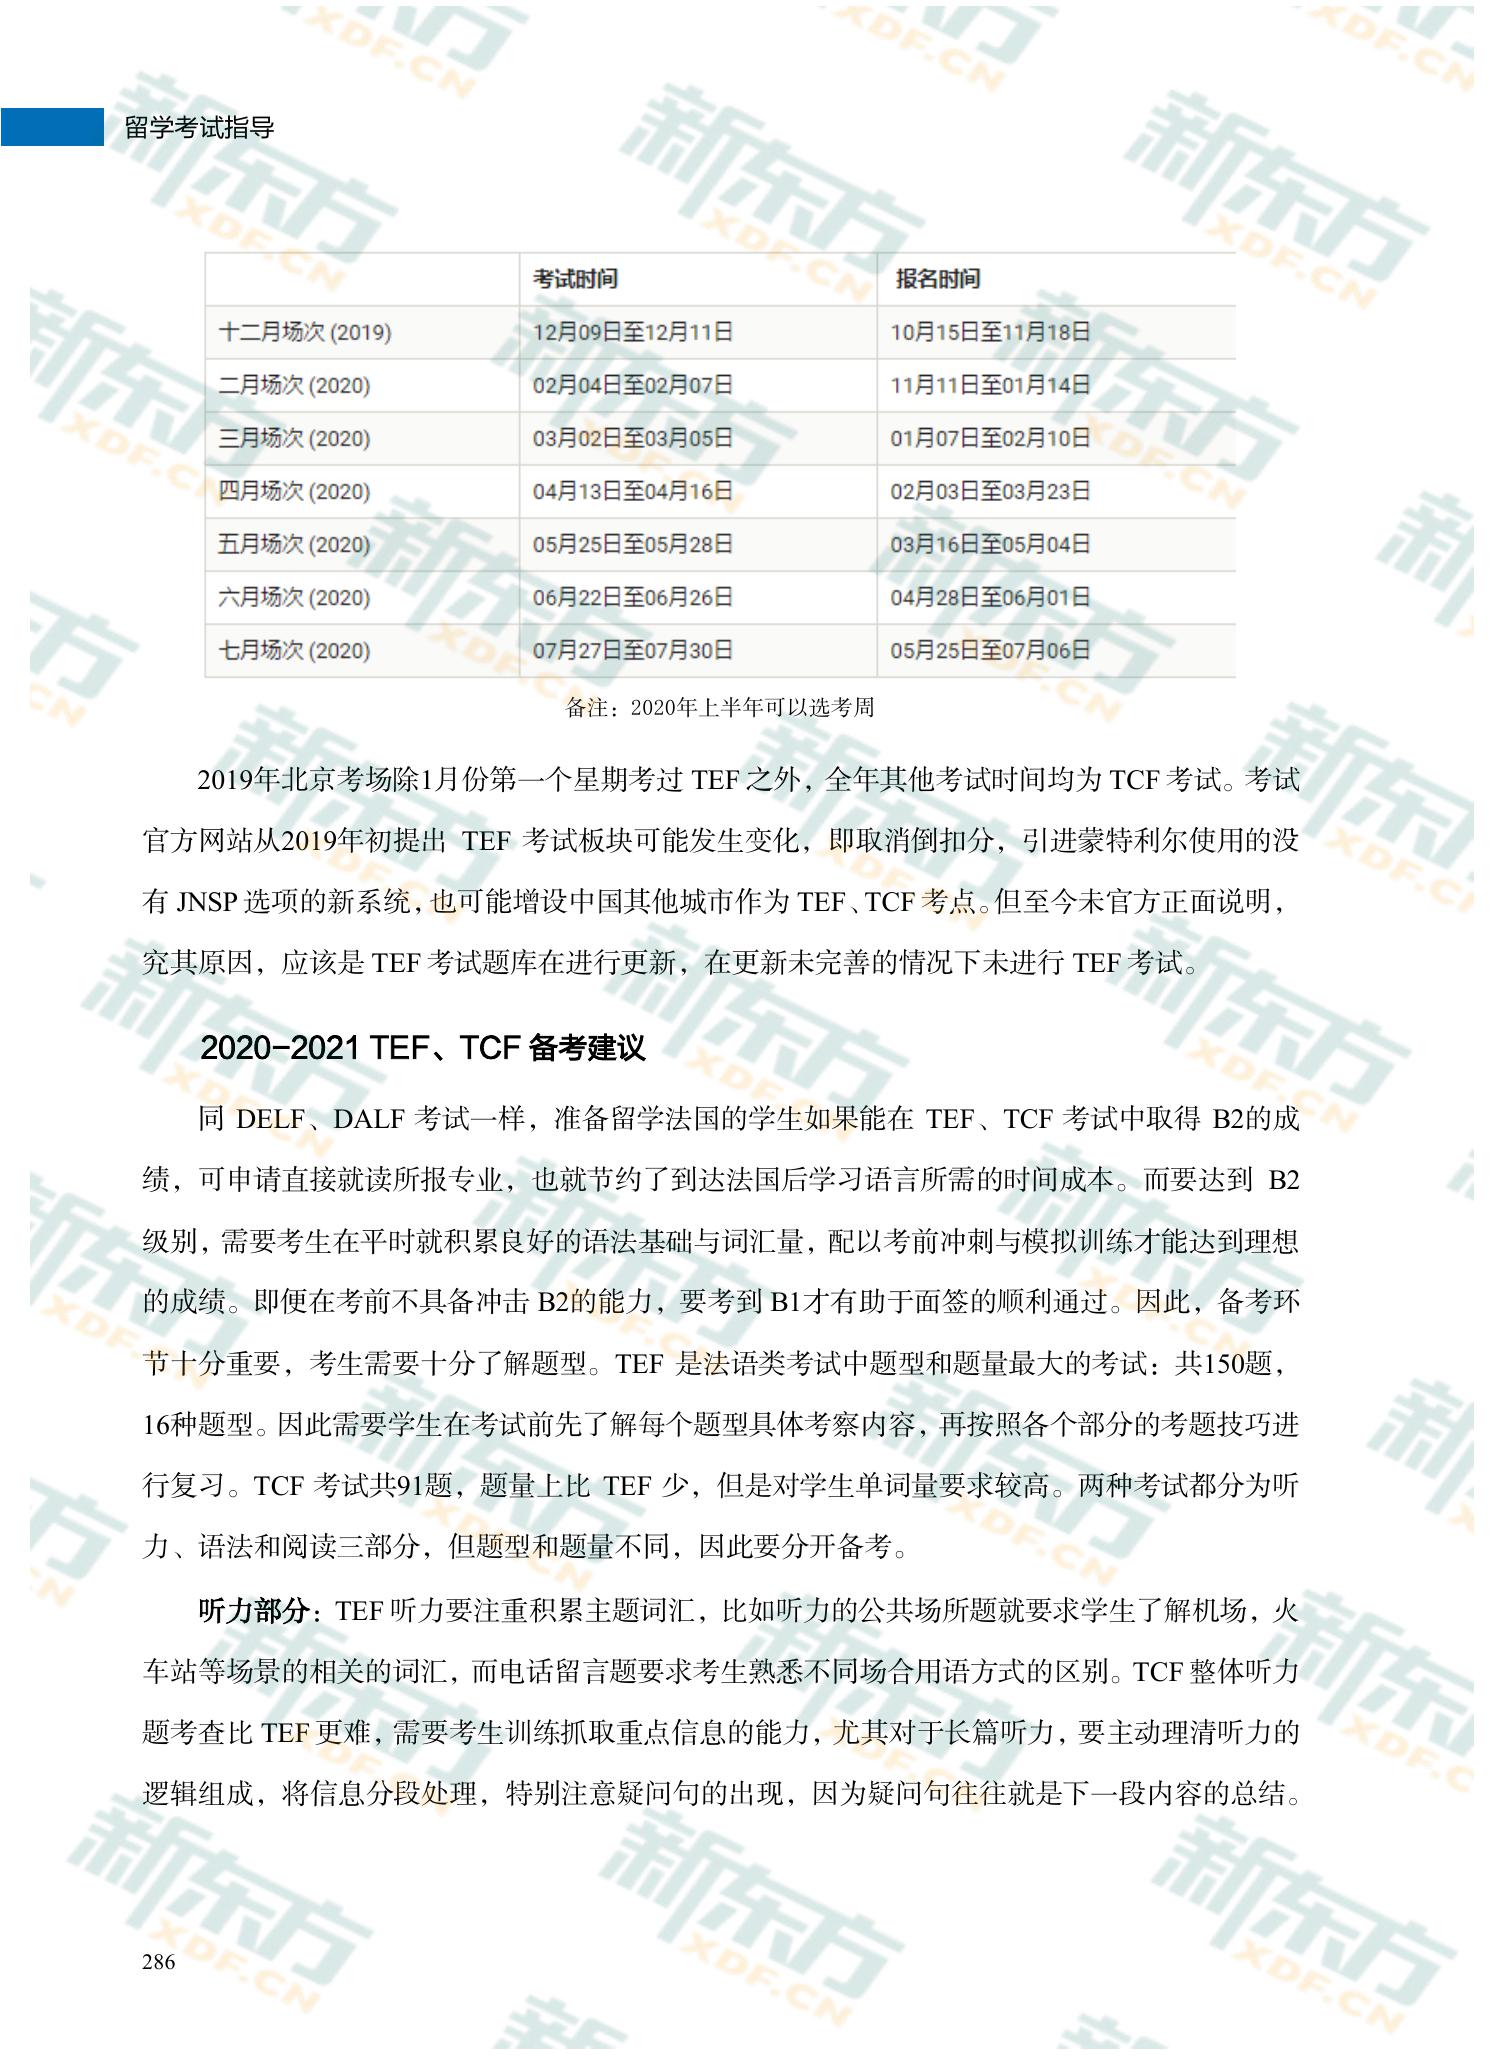 留学考试指导
考试时间 报名时间
十二月场次 (2019) 12月09日至12月11日 10月15日至11月18日
二月场次 (2020) 02月04日至02月07日 11月11日至01月14日
三月场次 (2020) 03月02日至03月05日 01月07日至02月10日
四月场次 (2020) 04月13日至04月16日 02月03日至03月23日
五月场次 (2020) 05月25日至05月28日 03月16日至05月04日
六月场次 (2020) 06月22日至06月26日 04月28日至06月01日
七月场次 (2020) 07月27日至07月30日 05月25日至07月06日
备注：2020年上半年可以选考周
2019年北京考场除1月份第一个星期考过 TEF 之外，全年其他考试时间均为 TCF 考试。考试
官方网站从2019年初提出 TEF 考试板块可能发生变化，即取消倒扣分，引进蒙特利尔使用的没
有 JNSP 选项的新系统，也可能增设中国其他城市作为 TEF、TCF 考点。但至今未官方正面说明，
究其原因，应该是 TEF 考试题库在进行更新，在更新未完善的情况下未进行 TEF 考试。
2020-2021 TEF、TCF 备考建议
同 DELF、DALF 考试一样，准备留学法国的学生如果能在 TEF、TCF 考试中取得 B2的成
绩，可申请直接就读所报专业，也就节约了到达法国后学习语言所需的时间成本。而要达到 B2
级别，需要考生在平时就积累良好的语法基础与词汇量，配以考前冲刺与模拟训练才能达到理想
的成绩。即便在考前不具备冲击 B2的能力，要考到 B1才有助于面签的顺利通过。因此，备考环
节十分重要，考生需要十分了解题型。TEF 是法语类考试中题型和题量最大的考试：共150题，
16种题型。因此需要学生在考试前先了解每个题型具体考察内容，再按照各个部分的考题技巧进
行复习。TCF 考试共91题，题量上比 TEF 少，但是对学生单词量要求较高。两种考试都分为听
力、语法和阅读三部分，但题型和题量不同，因此要分开备考。
听力部分：TEF 听力要注重积累主题词汇，比如听力的公共场所题就要求学生了解机场，火
车站等场景的相关的词汇，而电话留言题要求考生熟悉不同场合用语方式的区别。TCF 整体听力
题考查比 TEF 更难，需要考生训练抓取重点信息的能力，尤其对于长篇听力，要主动理清听力的
逻辑组成，将信息分段处理，特别注意疑问句的出现，因为疑问句往往就是下一段内容的总结。
286
新东方
XDF.CN